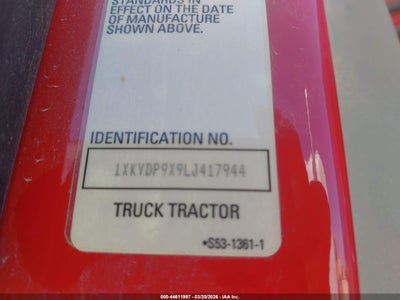 STANDARDS IN
EFFECT ON THE DATE
OF MANUFACTURE
SHOWN ABOVE.
IDENTIFICATION NO.
1XKYDP9X9LJ417944
TRUCK TRACTOR
*S53-1361-1
000-44611997 - 03/20/2026 - IAA Inc.